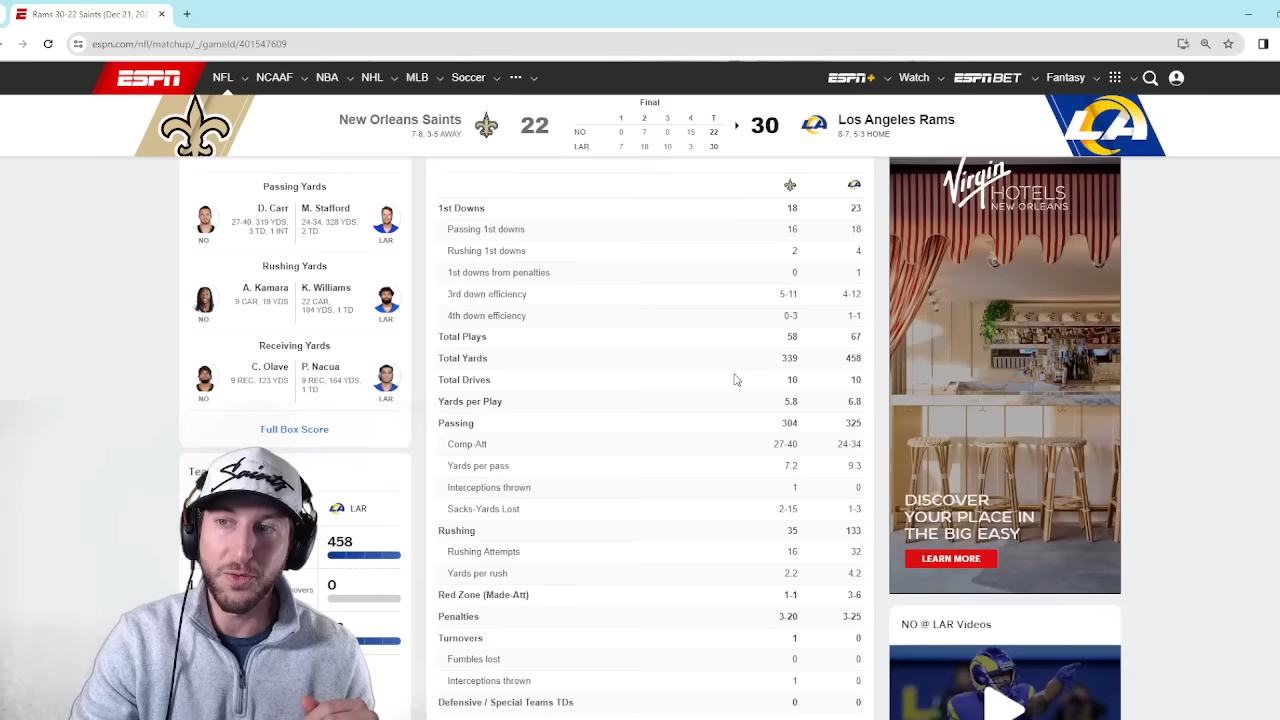 Rams 30-22 Saints (Dec 21, 202
espn.com/nfl/matchup/_/gameId/401547609
ESPN NFL NCAAF NBA NHL MLB Soccer ESPN+ Watch ESPN BET Fantasy
New Orleans Saints
7-8, 3-5 AWAY
22
Final
1 2 3 4 T
NO 0 7 0 15 22
LAR 7 10 10 3 30
30
Los Angeles Rams
8-7, 5-3 HOME
LA
Passing Yards
D. Carr M. Stafford
27-40, 319 YDS, 24-34, 328 YDS,
3 TD, 1 INT 2 TD
NO LAR
Rushing Yards
A. Kamara K. Williams
9 CAR, 19 YDS 22 CAR,
104 YDS, 1 TD
NO LAR
Receiving Yards
C. Olave P. Nacua
9 REC, 123 YDS 9 REC, 164 YDS,
1 TD
NO LAR
Full Box Score
LAR
458
0
Saints
1st Downs 18 23
Passing 1st downs 16 18
Rushing 1st downs 2 4
1st downs from penalties 0 1
3rd down efficiency 5-11 4-12
4th down efficiency 0-3 1-1
Total Plays 58 67
Total Yards 339 458
Total Drives 10 10
Yards per Play 5.8 6.8
Passing 304 325
Comp-Att 27-40 24-34
Yards per pass 7.2 9.3
Interceptions thrown 1 0
Sacks-Yards Lost 2-15 1-3
Rushing 35 133
Rushing Attempts 16 32
Yards per rush 2.2 4.2
Red Zone (Made-Att) 1-1 3-6
Penalties 3-20 3-25
Turnovers 1 0
Fumbles lost 0 0
Interceptions thrown 1 0
Defensive / Special Teams TDs 0 0
Virgin
HOTELS
NEW ORLEANS
DISCOVER
YOUR PLACE IN
THE BIG EASY
LEARN MORE
NO @ LAR Videos